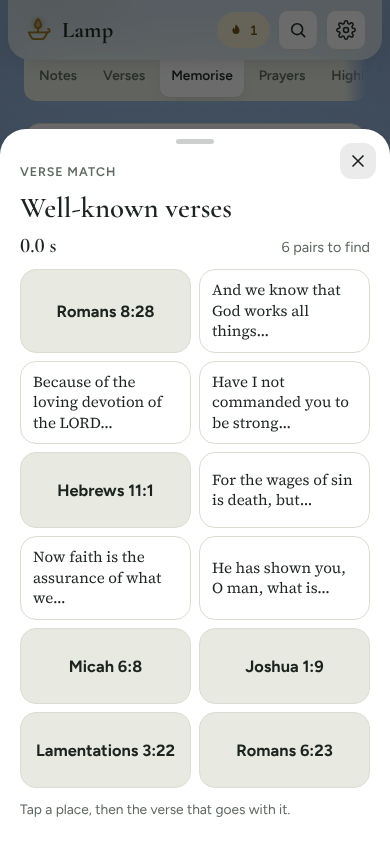 Lamp
1
Notes
Verses
Memorise
Prayers
High
VERSE MATCH
Well-known verses
0.0 s
6 pairs to find
Romans 8:28
And we know that
God works all
things...
Because of the
loving devotion of
the LORD...
Have I not
commanded you to
be strong...
Hebrews 11:1
For the wages of sin
is death, but...
Now faith is the
assurance of what
we...
He has shown you,
O man, what is...
Micah 6:8
Joshua 1:9
Lamentations 3:22
Romans 6:23
Tap a place, then the verse that goes with it.